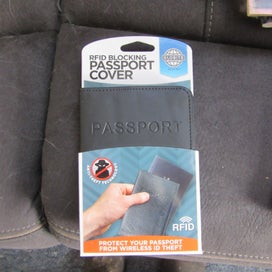 RFID BLOCKING
PASSPORT
COVER
PASSPORT
RFID
PROTECT YOUR PASSPORT
FROM WIRELESS ID THEFT